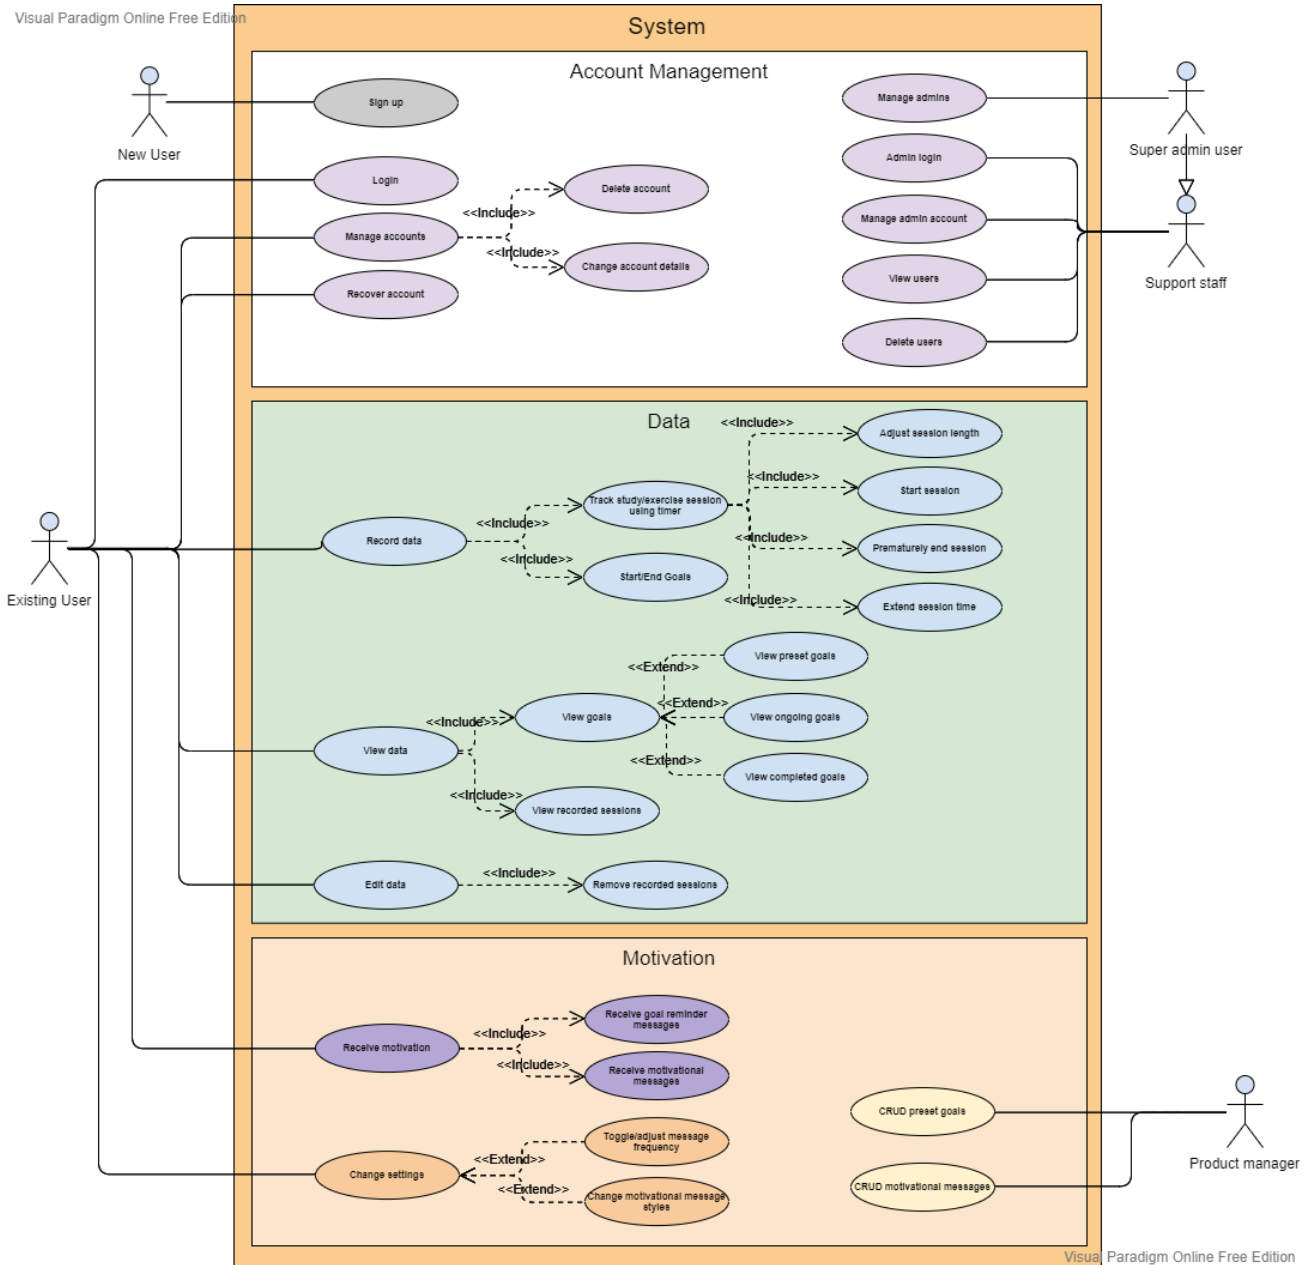 Visual Paradigm Online Free Edition
System
Account Management
New User
Sign up
Manage admins
Super admin user
Login
Admin login
Delete account
<<Include>>
Manage accounts
Manage admin account
<<Include>>
Change account details
Recover account
View users
Support staff
Delete users
Data
<<Include>>
Adjust session length
<<Include>>
Start session
Track study/exercise session
using timer
<<Include>>
Record data
<<Include>>
Prematurely end session
<<Include>>
Start/End Goals
<<Include>>
Extend session time
Existing User
View preset goals
<<Extend>>
<<Extend>>
View goals
View ongoing goals
<<Include>>
View data
<<Extend>>
View completed goals
<<Include>>
View recorded sessions
<<Include>>
Edit data
Remove recorded sessions
Motivation
Receive goal reminder
messages
<<Include>>
Receive motivation
<<Include>>
Receive motivational
messages
CRUD preset goals
Product manager
Toggle/adjust message
frequency
<<Extend>>
Change settings
<<Extend>>
Change motivational message
styles
CRUD motivational messages
Visual Paradigm Online Free Edition